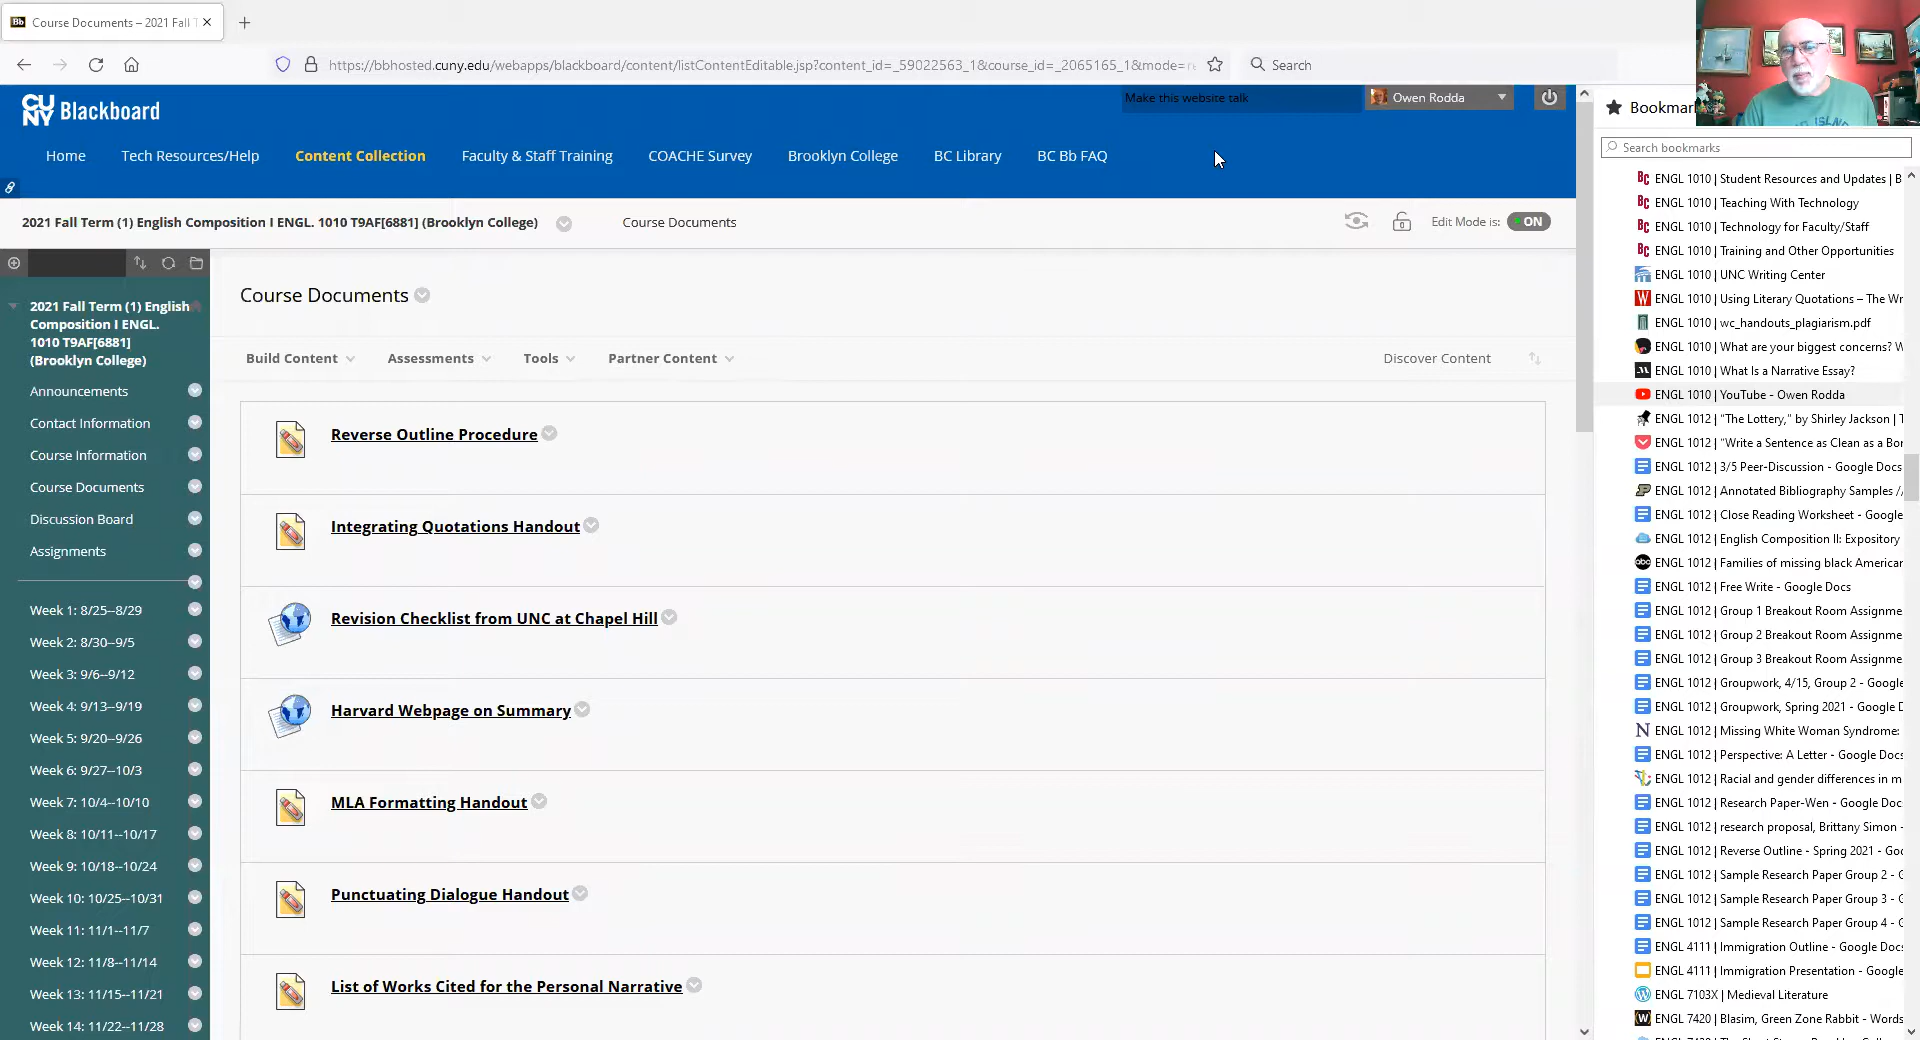 Course Documents – 2021 Fall T
https://bbhosted.cuny.edu/webapps/blackboard/content/listContentEditable.jsp?content_id=_59022563_1&course_id=_2065165_1&mode=re
Search
CU
NY Blackboard
Make this website talk
Owen Rodda
Home
Tech Resources/Help
Content Collection
Faculty & Staff Training
COACHE Survey
Brooklyn College
BC Library
BC Bb FAQ
2021 Fall Term (1) English Composition I ENGL. 1010 T9AF[6881] (Brooklyn College)
Course Documents
Edit Mode is:
ON
2021 Fall Term (1) English
Composition I ENGL.
1010 T9AF[6881]
(Brooklyn College)
Announcements
Contact Information
Course Information
Course Documents
Discussion Board
Assignments
Week 1: 8/25--8/29
Week 2: 8/30--9/5
Week 3: 9/6--9/12
Week 4: 9/13--9/19
Week 5: 9/20--9/26
Week 6: 9/27--10/3
Week 7: 10/4--10/10
Week 8: 10/11--10/17
Week 9: 10/18--10/24
Week 10: 10/25--10/31
Week 11: 11/1--11/7
Week 12: 11/8--11/14
Week 13: 11/15--11/21
Week 14: 11/22--11/28
Course Documents
Build Content
Assessments
Tools
Partner Content
Discover Content
Reverse Outline Procedure
Integrating Quotations Handout
Revision Checklist from UNC at Chapel Hill
Harvard Webpage on Summary
MLA Formatting Handout
Punctuating Dialogue Handout
List of Works Cited for the Personal Narrative
Bookmar
Search bookmarks
ENGL 1010 | Student Resources and Updates | B
ENGL 1010 | Teaching With Technology
ENGL 1010 | Technology for Faculty/Staff
ENGL 1010 | Training and Other Opportunities
ENGL 1010 | UNC Writing Center
ENGL 1010 | Using Literary Quotations – The Wr
ENGL 1010 | wc_handouts_plagiarism.pdf
ENGL 1010 | What are your biggest concerns? W
ENGL 1010 | What Is a Narrative Essay?
ENGL 1010 | YouTube - Owen Rodda
ENGL 1012 | “The Lottery,” by Shirley Jackson | T
ENGL 1012 | “Write a Sentence as Clean as a Bon
ENGL 1012 | 3/5 Peer-Discussion - Google Docs
ENGL 1012 | Annotated Bibliography Samples //
ENGL 1012 | Close Reading Worksheet - Google
ENGL 1012 | English Composition II: Expository
ENGL 1012 | Families of missing black American
ENGL 1012 | Free Write - Google Docs
ENGL 1012 | Group 1 Breakout Room Assignme
ENGL 1012 | Group 2 Breakout Room Assignme
ENGL 1012 | Group 3 Breakout Room Assignme
ENGL 1012 | Groupwork, 4/15, Group 2 - Google
ENGL 1012 | Groupwork, Spring 2021 - Google D
ENGL 1012 | Missing White Woman Syndrome:
ENGL 1012 | Perspective: A Letter - Google Docs
ENGL 1012 | Racial and gender differences in m
ENGL 1012 | Research Paper-Wen - Google Doc
ENGL 1012 | research proposal, Brittany Simon -
ENGL 1012 | Reverse Outline - Spring 2021 - Goo
ENGL 1012 | Sample Research Paper Group 2 - G
ENGL 1012 | Sample Research Paper Group 3 - G
ENGL 1012 | Sample Research Paper Group 4 - G
ENGL 4111 | Immigration Outline - Google Docs
ENGL 4111 | Immigration Presentation - Google
ENGL 7103X | Medieval Literature
ENGL 7420 | Blasim, Green Zone Rabbit - Words